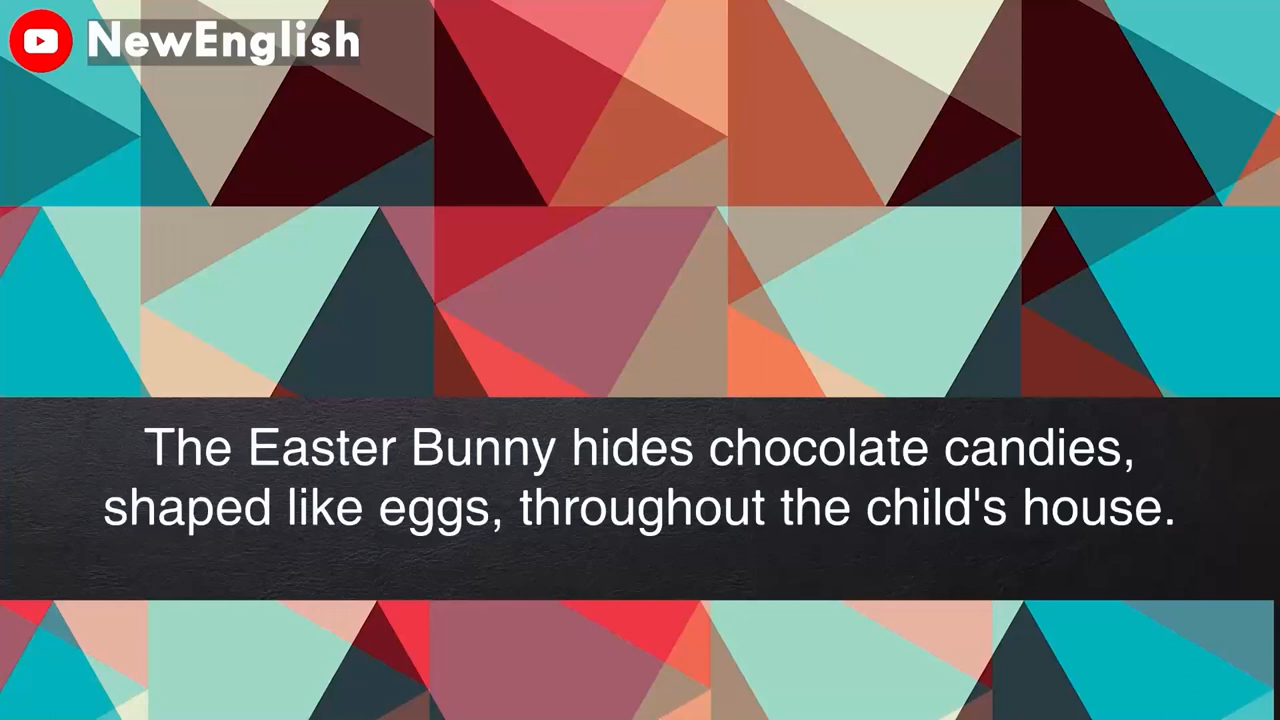 NewEnglish
The Easter Bunny hides chocolate candies,
shaped like eggs, throughout the child's house.